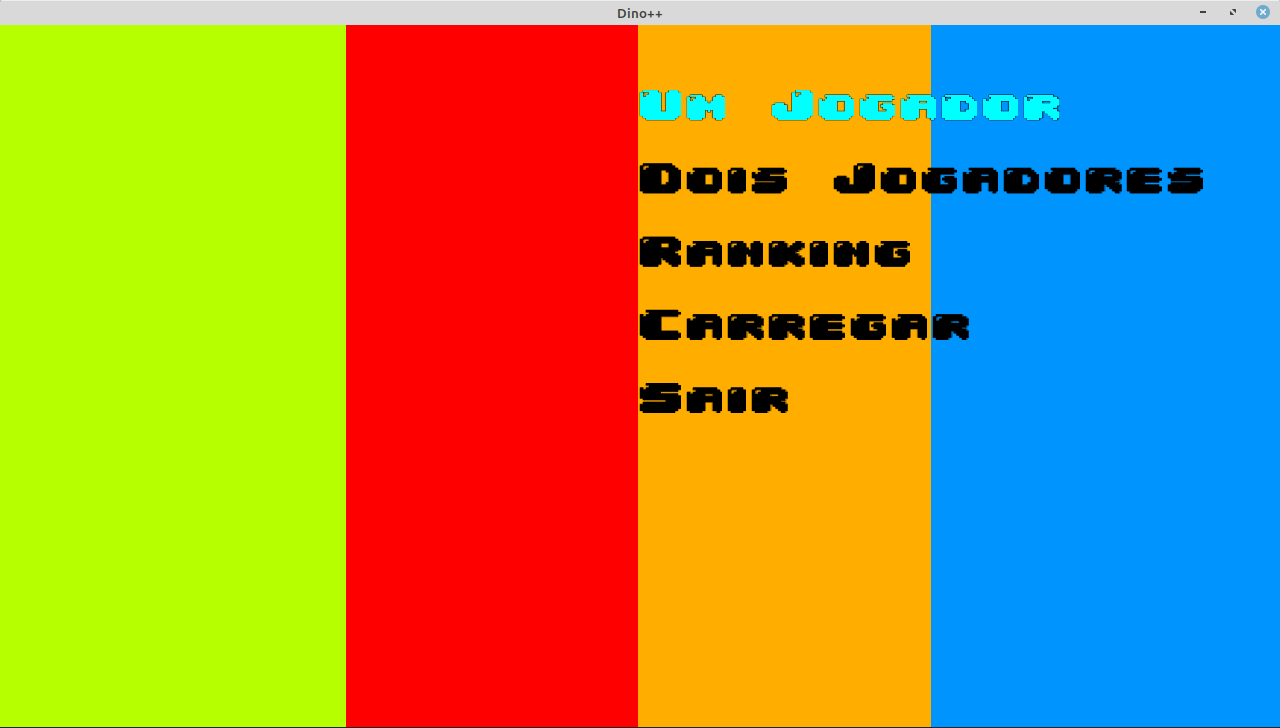 Dino++
Um Jogador
Dois Jogadores
Ranking
Carregar
Sair